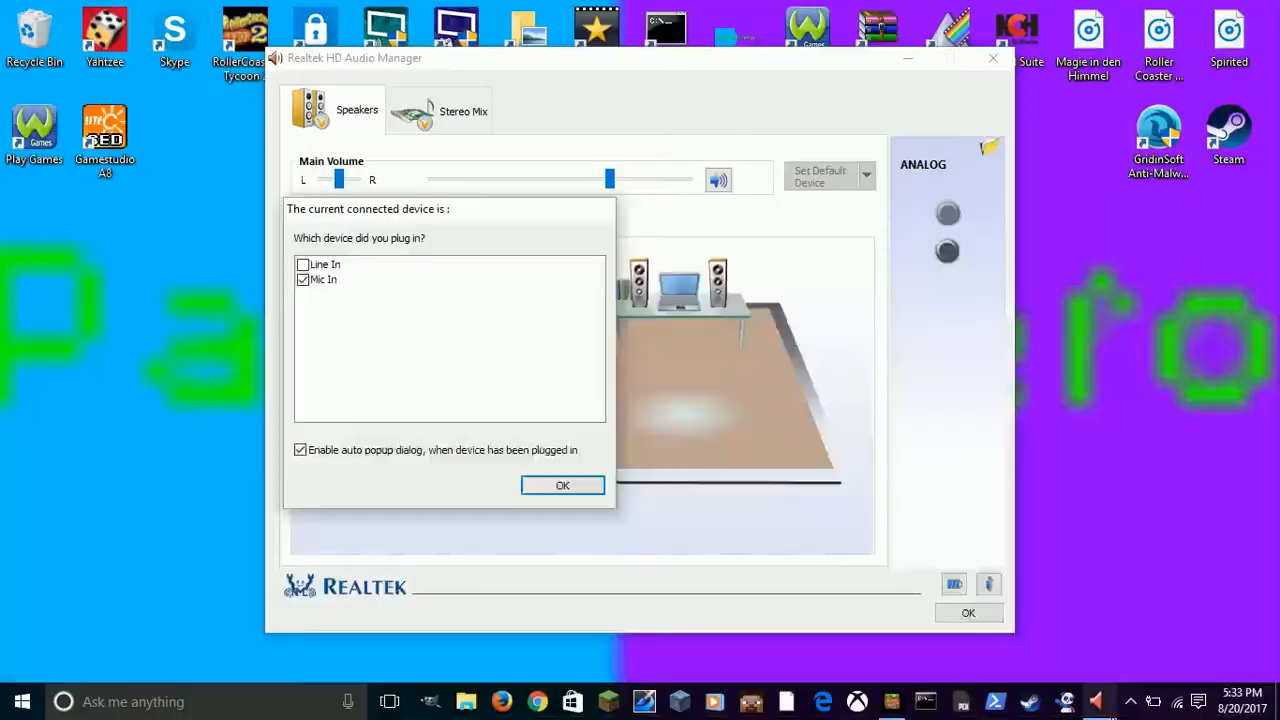 Recycle Bin
Yahtzee
Skype
RollerCoas...
Tycoon
Suite
Magie in den
Himmel
Roller
Coaster ...
Spirited
Play Games
Games
Gamestudio
A8
GridinSoft
Anti-Malw...
Steam
Games
Realtek HD Audio Manager
Speakers
Stereo Mix
Main Volume
L
R
Set Default
Device
ANALOG
The current connected device is :
Which device did you plug in?
Line In
Mic In
Enable auto popup dialog, when device has been plugged in
OK
REALTEK
OK
Ask me anything
5:33 PM
8/20/2017